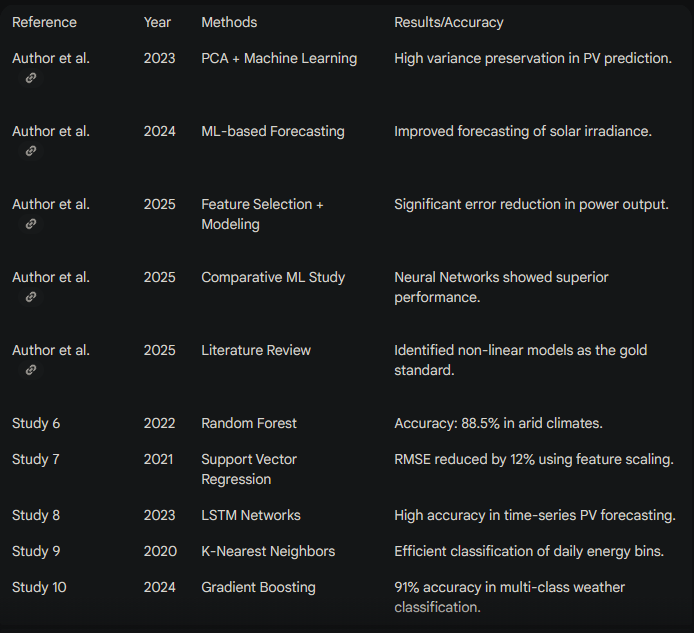 Reference Year Methods Results/Accuracy
Author et al. 2023 PCA + Machine Learning High variance preservation in PV prediction.
Author et al. 2024 ML-based Forecasting Improved forecasting of solar irradiance.
Author et al. 2025 Feature Selection + Significant error reduction in power output.
Modeling
Author et al. 2025 Comparative ML Study Neural Networks showed superior
performance.
Author et al. 2025 Literature Review Identified non-linear models as the gold
standard.
Study 6 2022 Random Forest Accuracy: 88.5% in arid climates.
Study 7 2021 Support Vector RMSE reduced by 12% using feature scaling.
Regression
Study 8 2023 LSTM Networks High accuracy in time-series PV forecasting.
Study 9 2020 K-Nearest Neighbors Efficient classification of daily energy bins.
Study 10 2024 Gradient Boosting 91% accuracy in multi-class weather
classification.